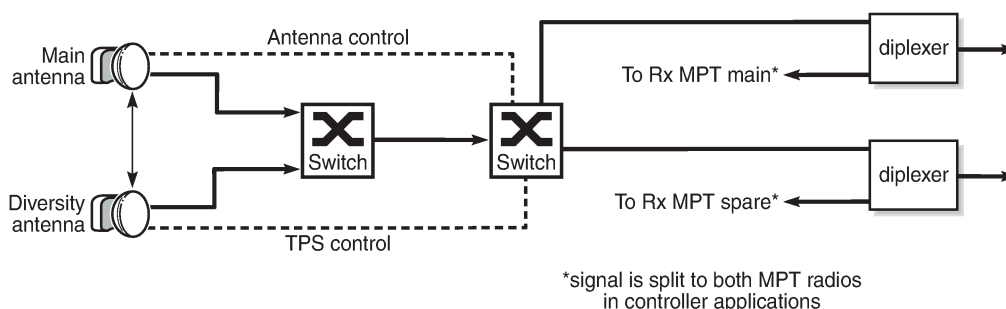 Antenna control
Main
antenna
diplexer
To Rx MPT main*
Switch
Switch
diplexer
Diversity
antenna
To Rx MPT spare*
TPS control
*signal is split to both MPT radios
in controller applications